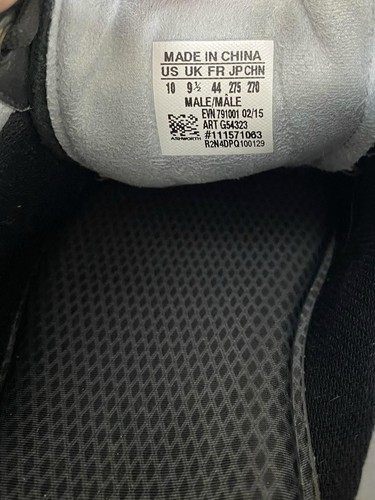 MADE IN CHINA
US UK FR JP CHN
10 9½ 44 275 270
MALE/MÂLE
EVN 791001 02/15
ART G54323
#111571063
ASHWORTH
R2N4DPQ100129